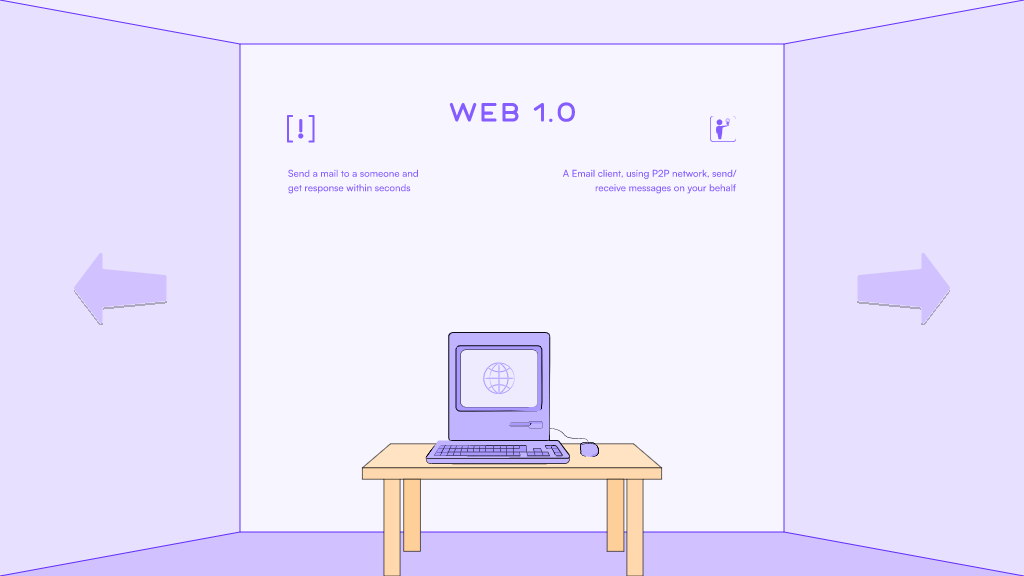 WEB 1.0
[!]
Send a mail to a someone and
get response within seconds
A Email client, using P2P network, send/
receive messages on your behalf